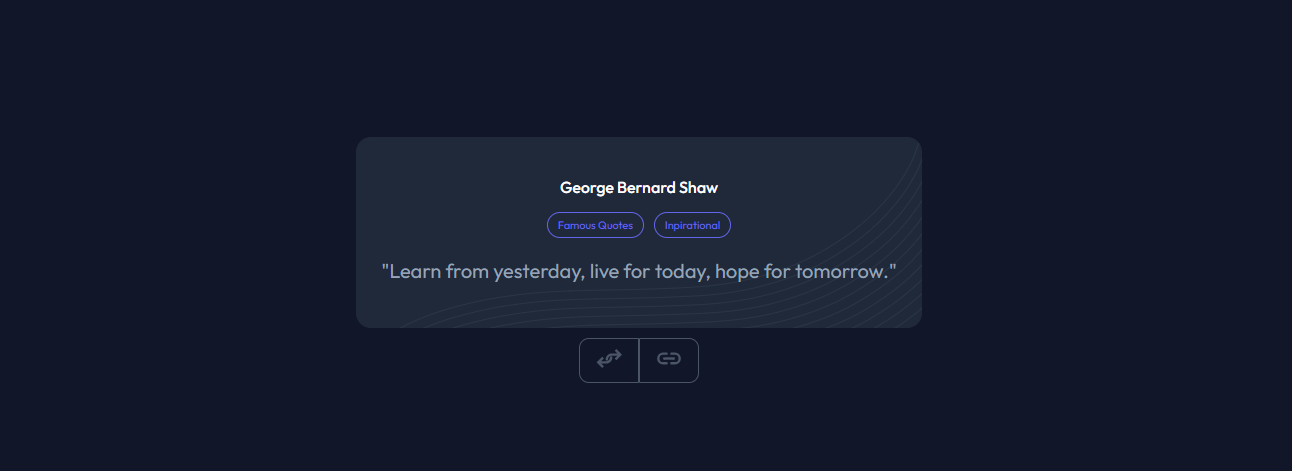 George Bernard Shaw
Famous Quotes Inpirational
"Learn from yesterday, live for today, hope for tomorrow."